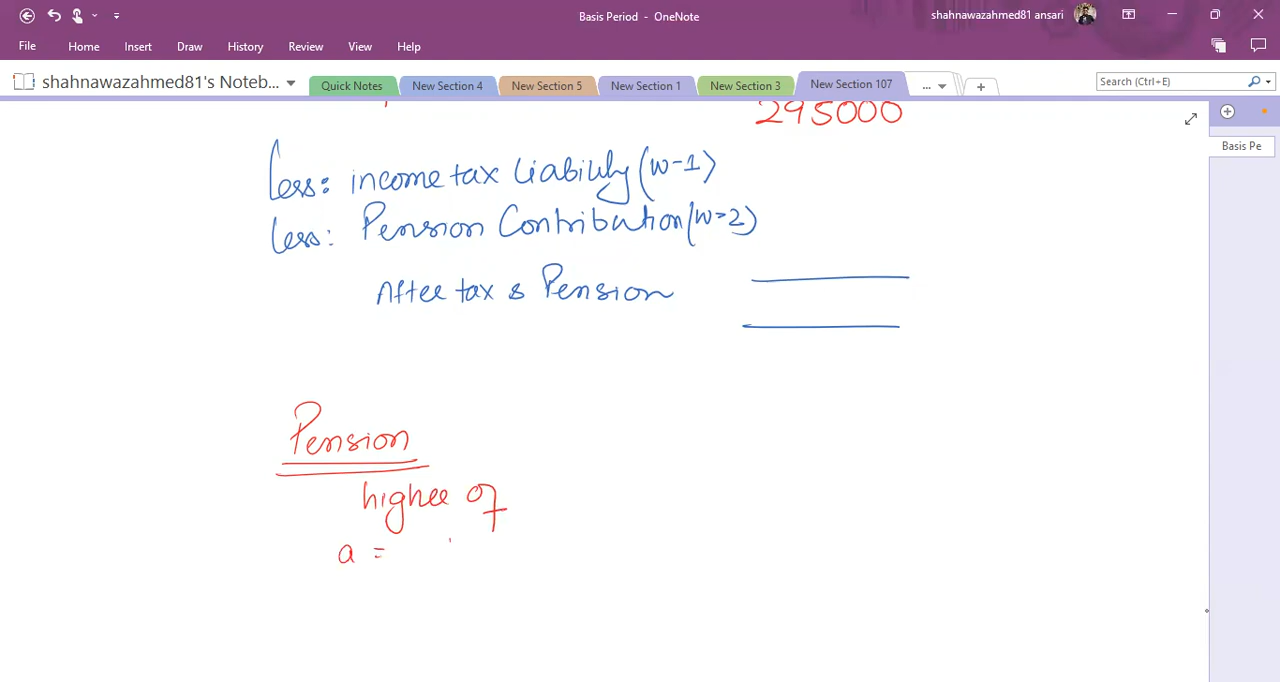 Basis Period - OneNote
shahnawazahmed81 ansari
File Home Insert Draw History Review View Help
shahnawazahmed81's Noteb... Quick Notes New Section 4 New Section 5 New Section 1 New Section 3 New Section 107 ... Search (Ctrl+E)
Basis Pe
295000
Less: income tax Liability (W-1)
Less: Pension Contribution (W=2)
After tax & Pension
Pension
higher of
a =